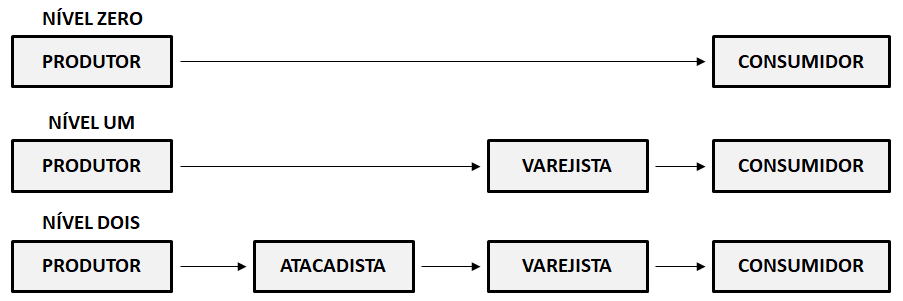 NÍVEL ZERO
PRODUTOR CONSUMIDOR
NÍVEL UM
PRODUTOR VAREJISTA CONSUMIDOR
NÍVEL DOIS
PRODUTOR ATACADISTA VAREJISTA CONSUMIDOR